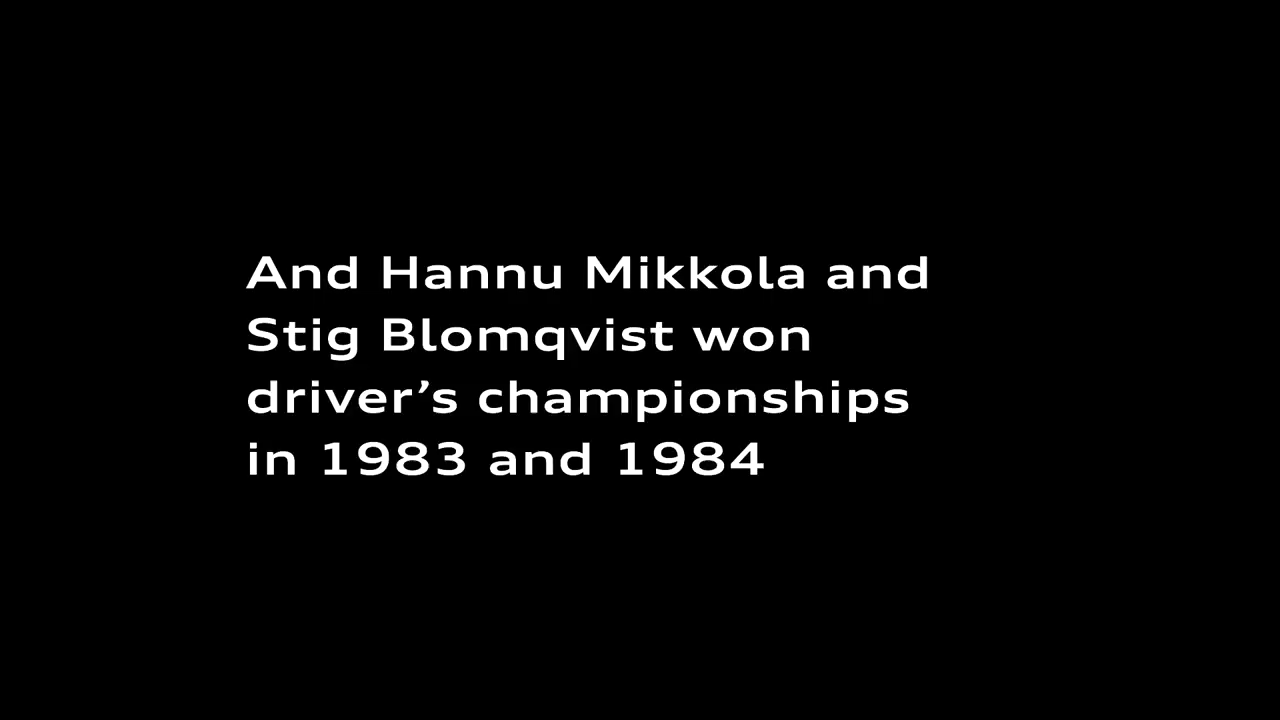 And Hannu Mikkola and
Stig Blomqvist won
driver’s championships
in 1983 and 1984